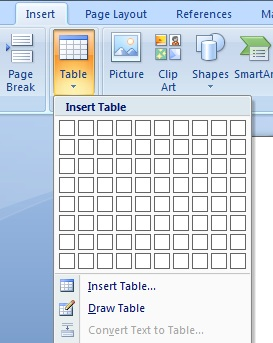 Insert Page Layout References
Page Break
Table
Picture
Clip Art
Shapes
SmartAr
Insert Table
Insert Table...
Draw Table
Convert Text to Table...